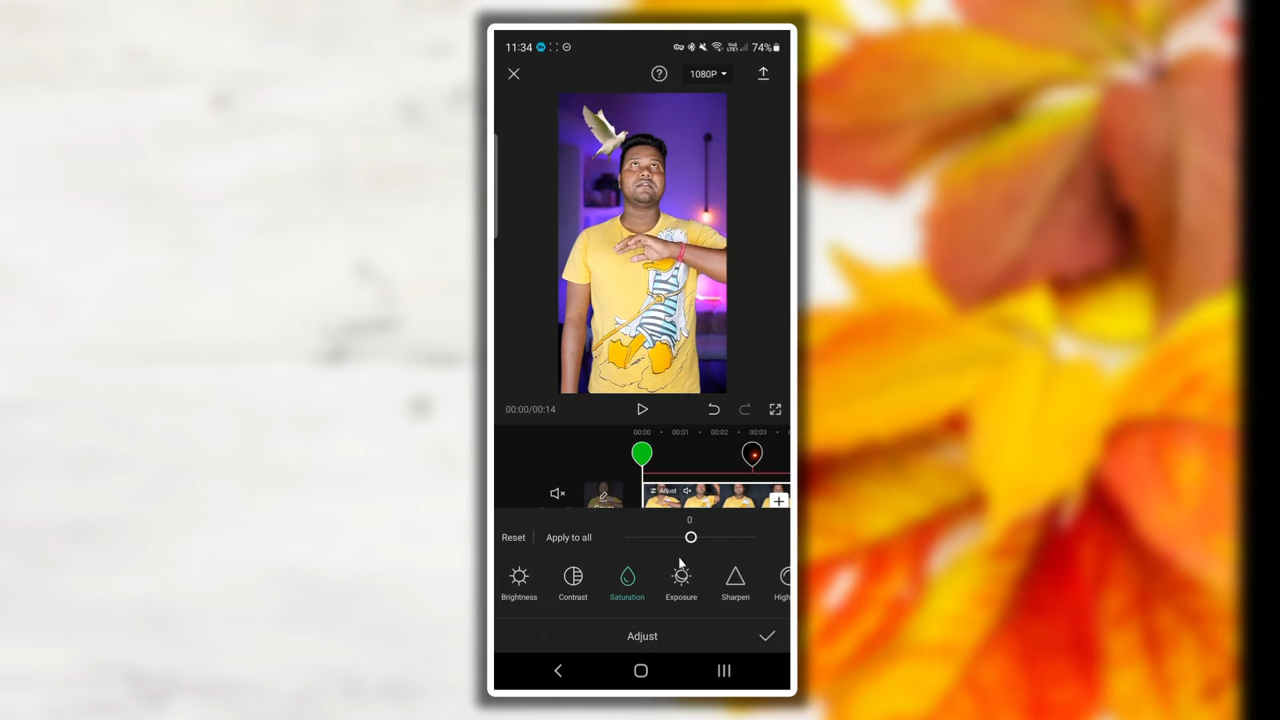 11:34 74%
1080P
00:00/00:14
00:00 00:01 00:02 00:03
Adjust
0
Reset Apply to all
Brightness Contrast Saturation Exposure Sharpen High
Adjust